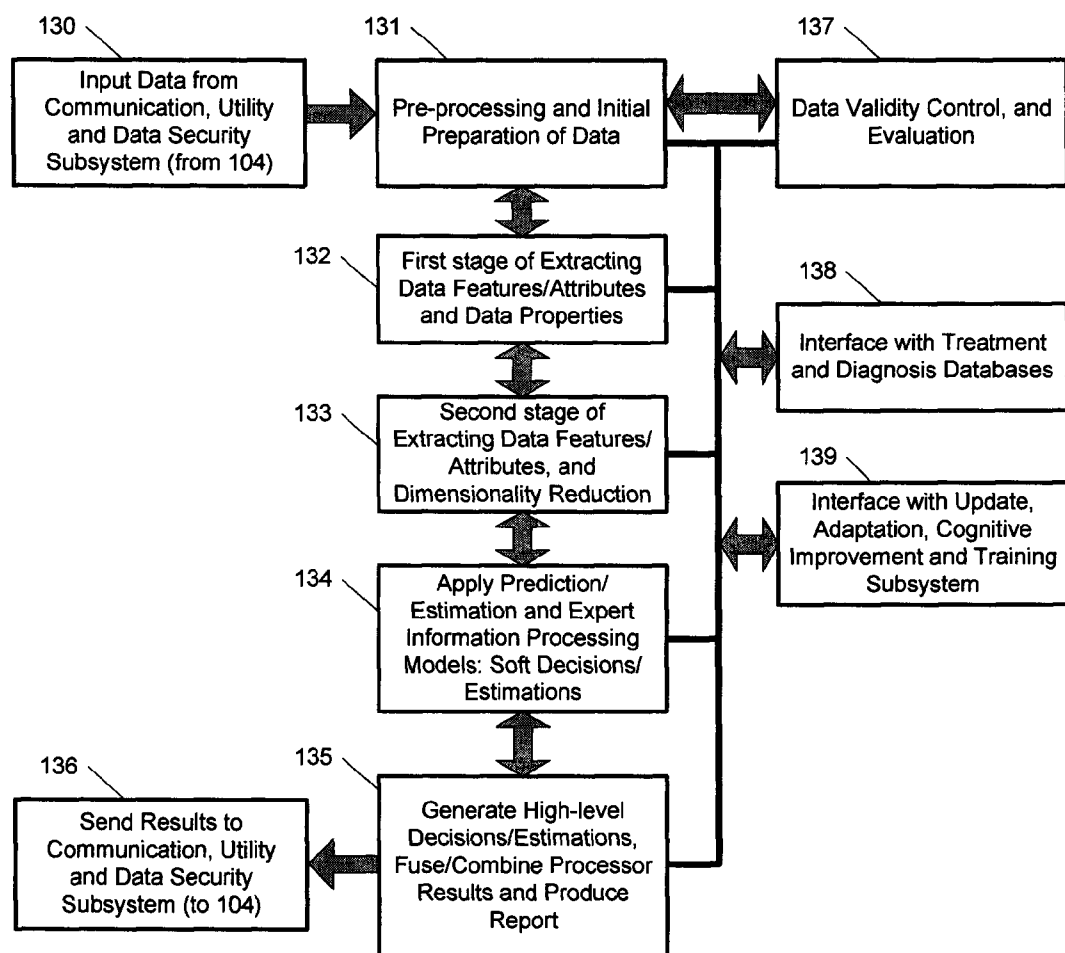 130
Input Data from
Communication, Utility
and Data Security
Subsystem (from 104)
131
Pre-processing and Initial
Preparation of Data
137
Data Validity Control, and
Evaluation
132
First stage of Extracting
Data Features/Attributes
and Data Properties
138
Interface with Treatment
and Diagnosis Databases
133
Second stage of
Extracting Data Features/
Attributes, and
Dimensionality Reduction
139
Interface with Update,
Adaptation, Cognitive
Improvement and Training
Subsystem
134
Apply Prediction/
Estimation and Expert
Information Processing
Models: Soft Decisions/
Estimations
136
Send Results to
Communication, Utility
and Data Security
Subsystem (to 104)
135
Generate High-level
Decisions/Estimations,
Fuse/Combine Processor
Results and Produce
Report